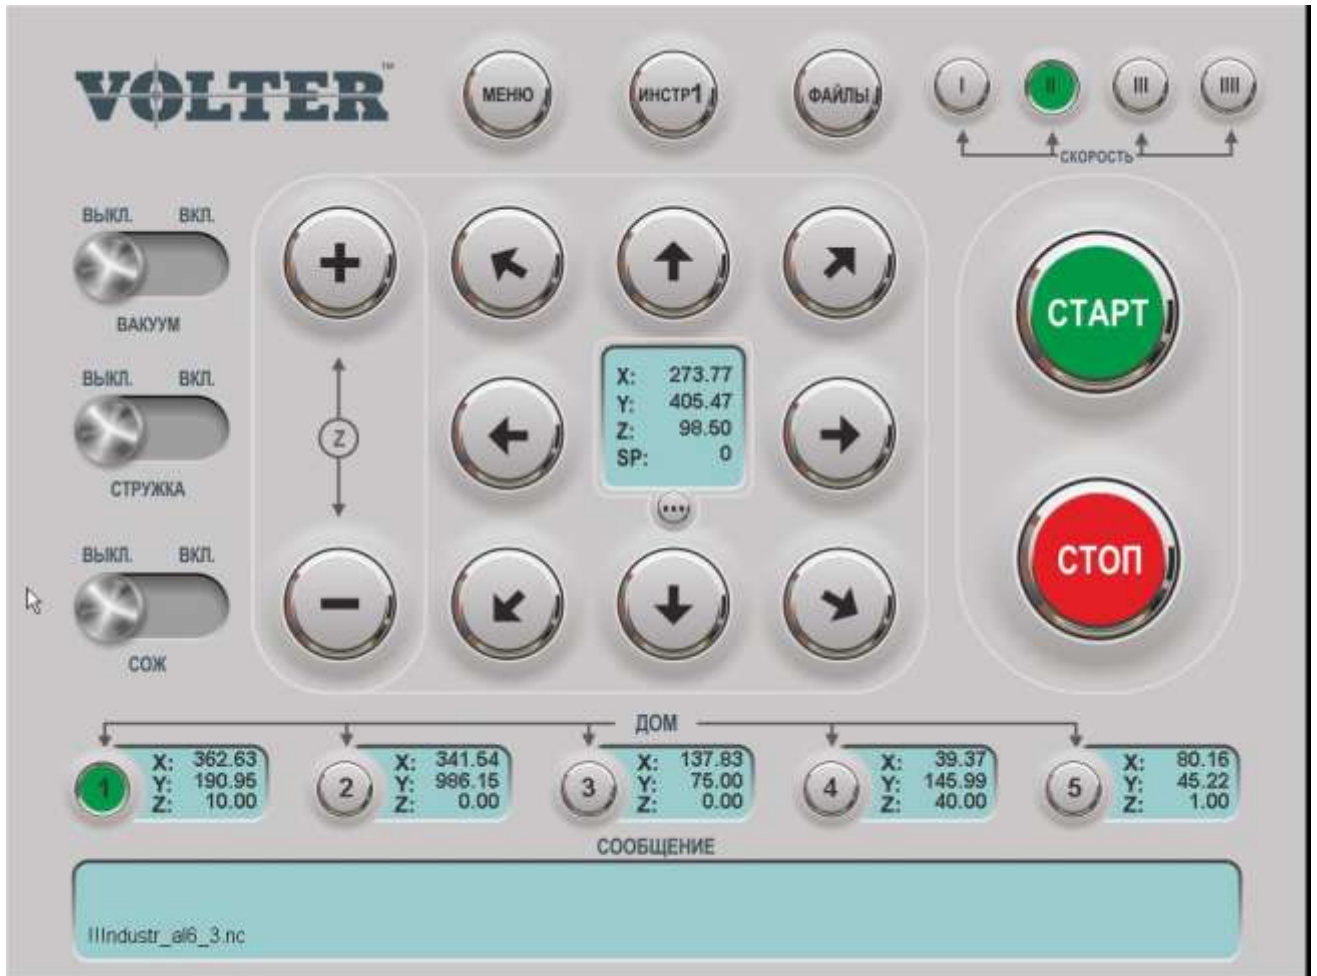 VOLTER™
МЕНЮ
ИНСТР1
ФАЙЛЫ
I
II
III
IIII
СКОРОСТЬ
ВЫКЛ. ВКЛ.
ВАКУУМ
ВЫКЛ. ВКЛ.
СТРУЖКА
ВЫКЛ. ВКЛ.
СОЖ
+
Z
−
X: 273.77
Y: 405.47
Z: 98.50
SP: 0
...
СТАРТ
СТОП
ДОМ
1
X: 362.63
Y: 190.95
Z: 10.00
2
X: 341.54
Y: 986.15
Z: 0.00
3
X: 137.83
Y: 75.00
Z: 0.00
4
X: 39.37
Y: 145.99
Z: 40.00
5
X: 80.16
Y: 45.22
Z: 1.00
СООБЩЕНИЕ
IIIndustr_al6_3.nc